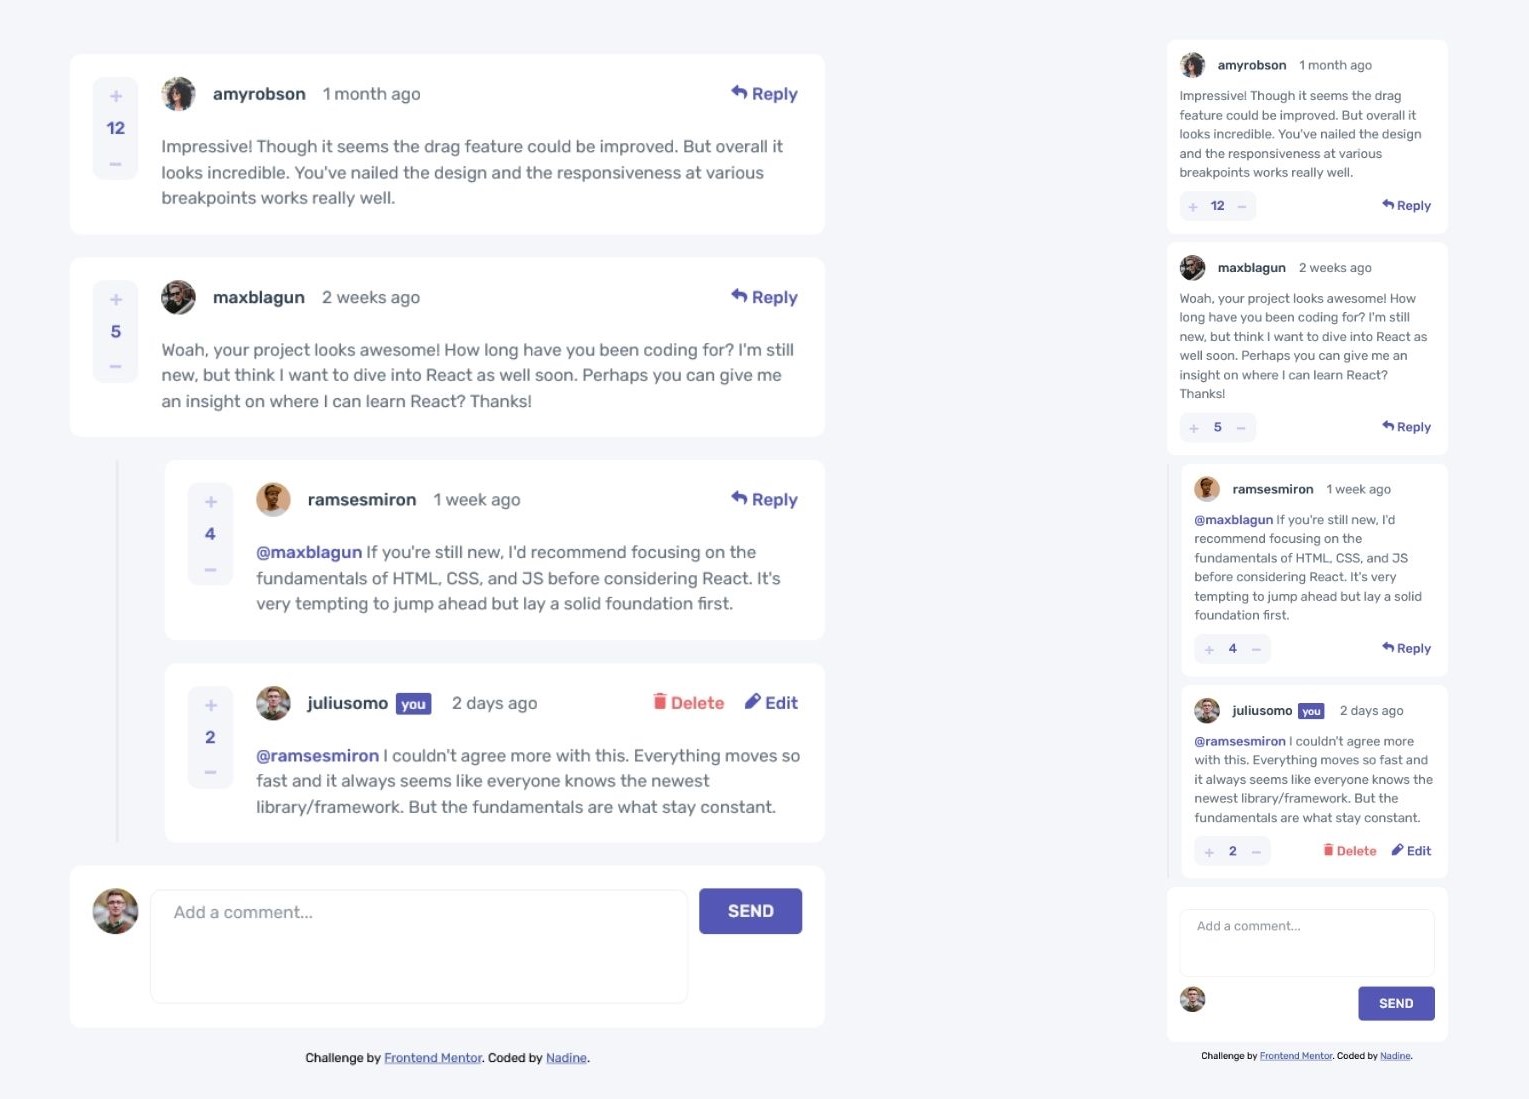 amyrobson 1 month ago Reply
+
12
−
Impressive! Though it seems the drag feature could be improved. But overall it
looks incredible. You've nailed the design and the responsiveness at various
breakpoints works really well.
maxblagun 2 weeks ago Reply
+
5
−
Woah, your project looks awesome! How long have you been coding for? I'm still
new, but think I want to dive into React as well soon. Perhaps you can give me
an insight on where I can learn React? Thanks!
ramsesmiron 1 week ago Reply
+
4
−
@maxblagun If you're still new, I'd recommend focusing on the
fundamentals of HTML, CSS, and JS before considering React. It's
very tempting to jump ahead but lay a solid foundation first.
juliusomo you 2 days ago Delete Edit
+
2
−
@ramsesmiron I couldn't agree more with this. Everything moves so
fast and it always seems like everyone knows the newest
library/framework. But the fundamentals are what stay constant.
Add a comment...
SEND
Challenge by Frontend Mentor. Coded by Nadine.
amyrobson 1 month ago
Impressive! Though it seems the drag
feature could be improved. But overall it
looks incredible. You've nailed the design
and the responsiveness at various
breakpoints works really well.
+ 12 − Reply
maxblagun 2 weeks ago
Woah, your project looks awesome! How
long have you been coding for? I'm still
new, but think I want to dive into React as
well soon. Perhaps you can give me an
insight on where I can learn React?
Thanks!
+ 5 − Reply
ramsesmiron 1 week ago
@maxblagun If you're still new, I'd
recommend focusing on the
fundamentals of HTML, CSS, and JS
before considering React. It's very
tempting to jump ahead but lay a solid
foundation first.
+ 4 − Reply
juliusomo you 2 days ago
@ramsesmiron I couldn't agree more
with this. Everything moves so fast and
it always seems like everyone knows the
newest library/framework. But the
fundamentals are what stay constant.
+ 2 − Delete Edit
Add a comment...
SEND
Challenge by Frontend Mentor. Coded by Nadine.